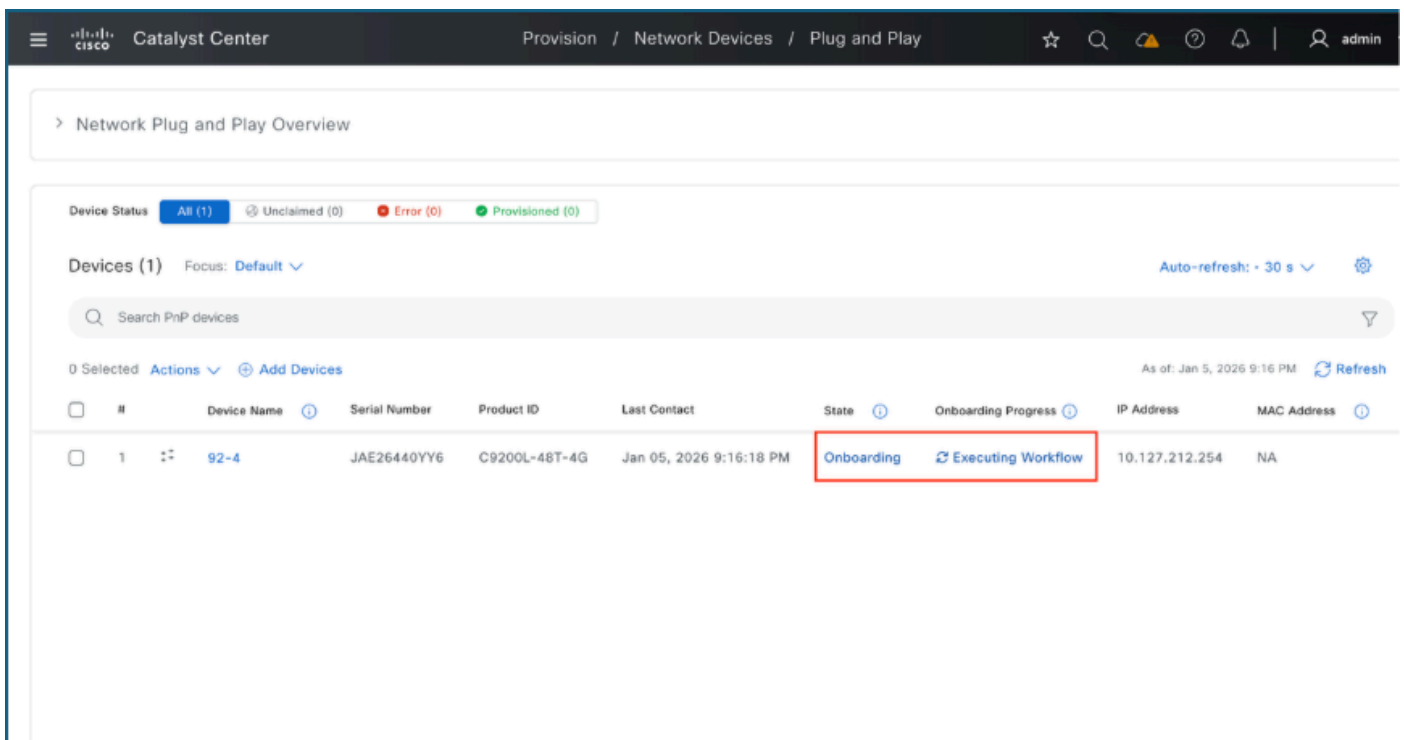 cisco Catalyst Center Provision / Network Devices / Plug and Play admin
> Network Plug and Play Overview
Device Status All (1) Unclaimed (0) Error (0) Provisioned (0)
Devices (1) Focus: Default Auto-refresh: - 30 s
Search PnP devices
0 Selected Actions Add Devices As of: Jan 5, 2026 9:16 PM Refresh
# Device Name Serial Number Product ID Last Contact State Onboarding Progress IP Address MAC Address
1 92-4 JAE26440YY6 C9200L-48T-4G Jan 05, 2026 9:16:18 PM Onboarding Executing Workflow 10.127.212.254 NA